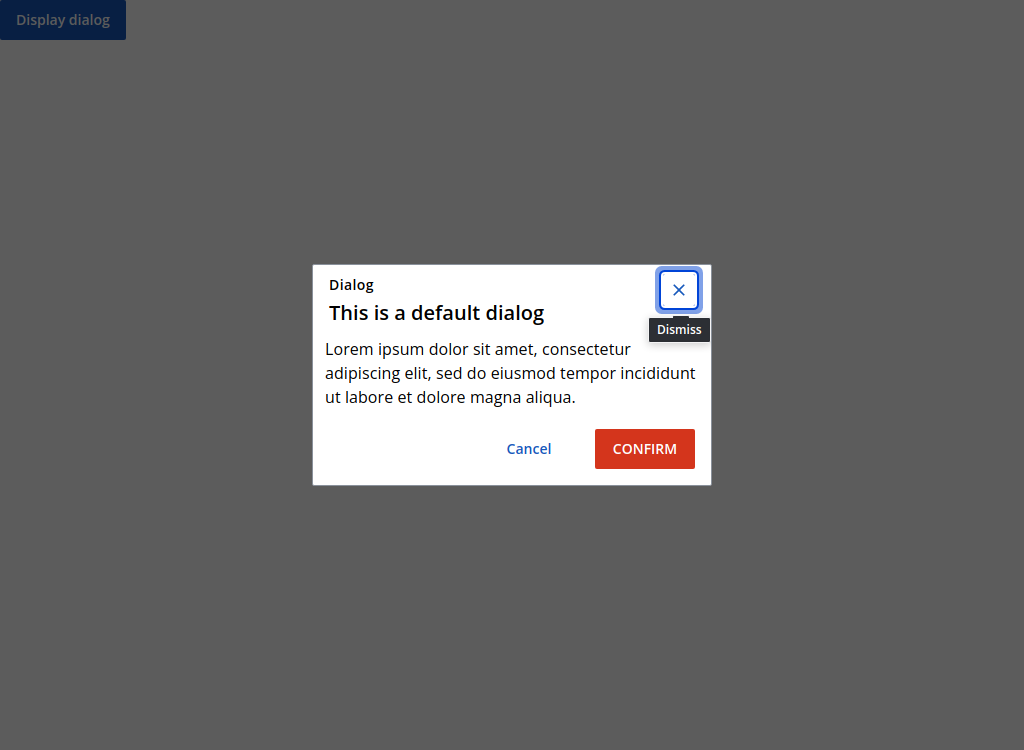 Display dialog
Dialog
This is a default dialog
Dismiss
Lorem ipsum dolor sit amet, consectetur
adipiscing elit, sed do eiusmod tempor incididunt
ut labore et dolore magna aliqua.
Cancel
CONFIRM